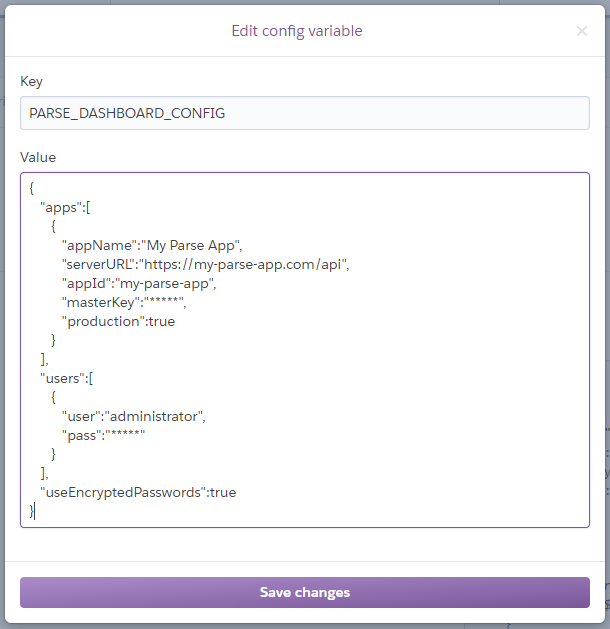 Edit config variable ×
Key
PARSE_DASHBOARD_CONFIG
Value
{
"apps":[
{
"appName":"My Parse App",
"serverURL":"https://my-parse-app.com/api",
"appId":"my-parse-app",
"masterKey":"*****",
"production":true
}
],
"users":[
{
"user":"administrator",
"pass":"*****"
}
],
"useEncryptedPasswords":true
}
Save changes